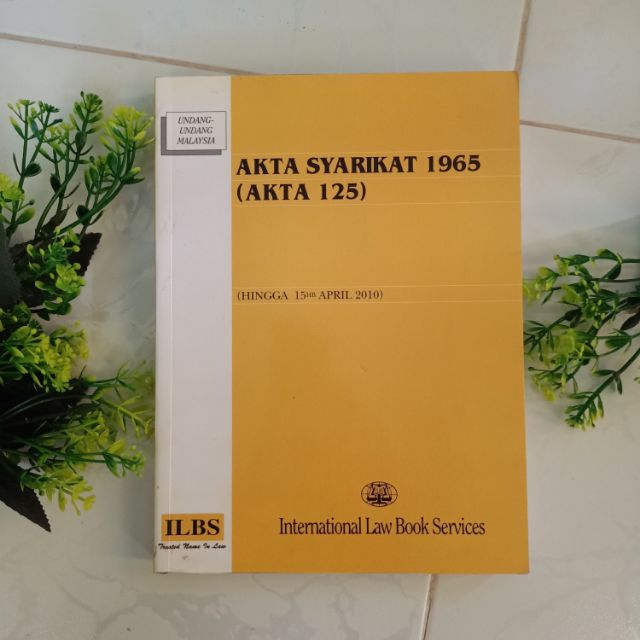 UNDANG-
UNDANG
MALAYSIA
AKTA SYARIKAT 1965
(AKTA 125)
(HINGGA 15HB APRIL 2010)
International Law Book Services
ILBS
Trusted Name In Law